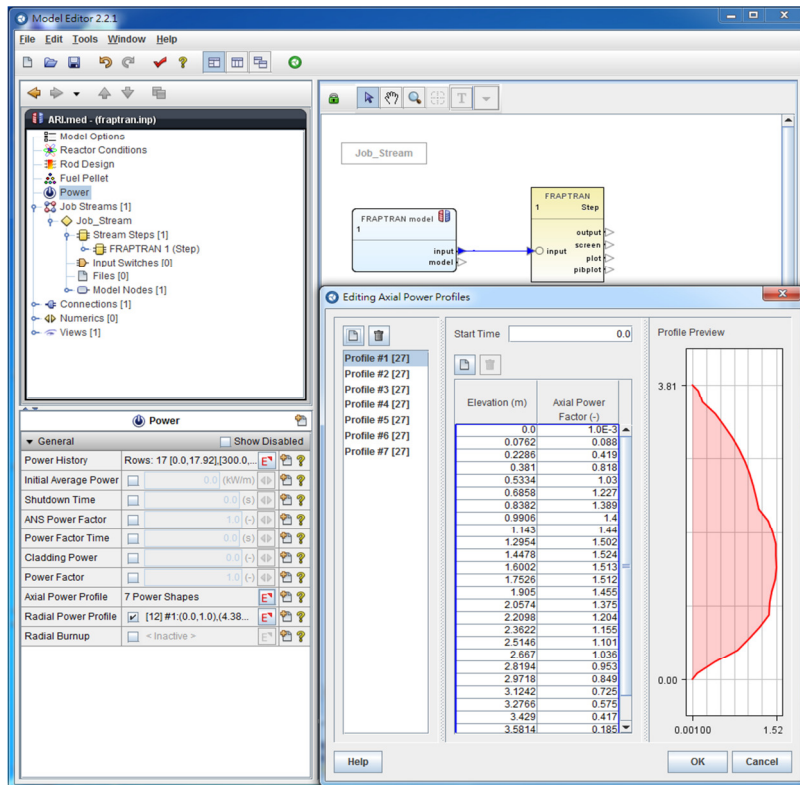 Model Editor 2.2.1
File Edit Tools Window Help
ARI.med - (fraptran.inp)
Model Options
Reactor Conditions
Rod Design
Fuel Pellet
Power
Job Streams [1]
Job_Stream
Stream Steps [1]
FRAPTRAN 1 (Step)
Input Switches [0]
Files [0]
Model Nodes [1]
Connections [1]
Numerics [0]
Views [1]
Power
General Show Disabled
Power History Rows: 17 [0.0,17.92],[300.0,... E
Initial Average Power 0.0 (kW/m)
Shutdown Time 0.0 (s)
ANS Power Factor 1.0 (-)
Power Factor Time 0.0 (s)
Cladding Power 0.0 (-)
Power Factor 1.0 (-)
Axial Power Profile 7 Power Shapes E
Radial Power Profile [12] #1:(0.0,1.0),(4.38... E
Radial Burnup < Inactive > E
T
Job_Stream
FRAPTRAN model
1
input
model
FRAPTRAN
1 Step
input
output
screen
plot
pibplot
Editing Axial Power Profiles
Profile #1 [27]
Profile #2 [27]
Profile #3 [27]
Profile #4 [27]
Profile #5 [27]
Profile #6 [27]
Profile #7 [27]
Start Time 0.0
Elevation (m) Axial Power
Factor (-)
0.0 1.0E-3
0.0762 0.088
0.2286 0.419
0.381 0.818
0.5334 1.03
0.6858 1.227
0.8382 1.389
0.9906 1.4
1.143 1.44
1.2954 1.502
1.4478 1.524
1.6002 1.513
1.7526 1.512
1.905 1.455
2.0574 1.375
2.2098 1.204
2.3622 1.155
2.5146 1.101
2.667 1.036
2.8194 0.953
2.9718 0.849
3.1242 0.725
3.2766 0.575
3.429 0.417
3.5814 0.185
Profile Preview
3.81
0.00
0.00100 1.52
Help OK Cancel